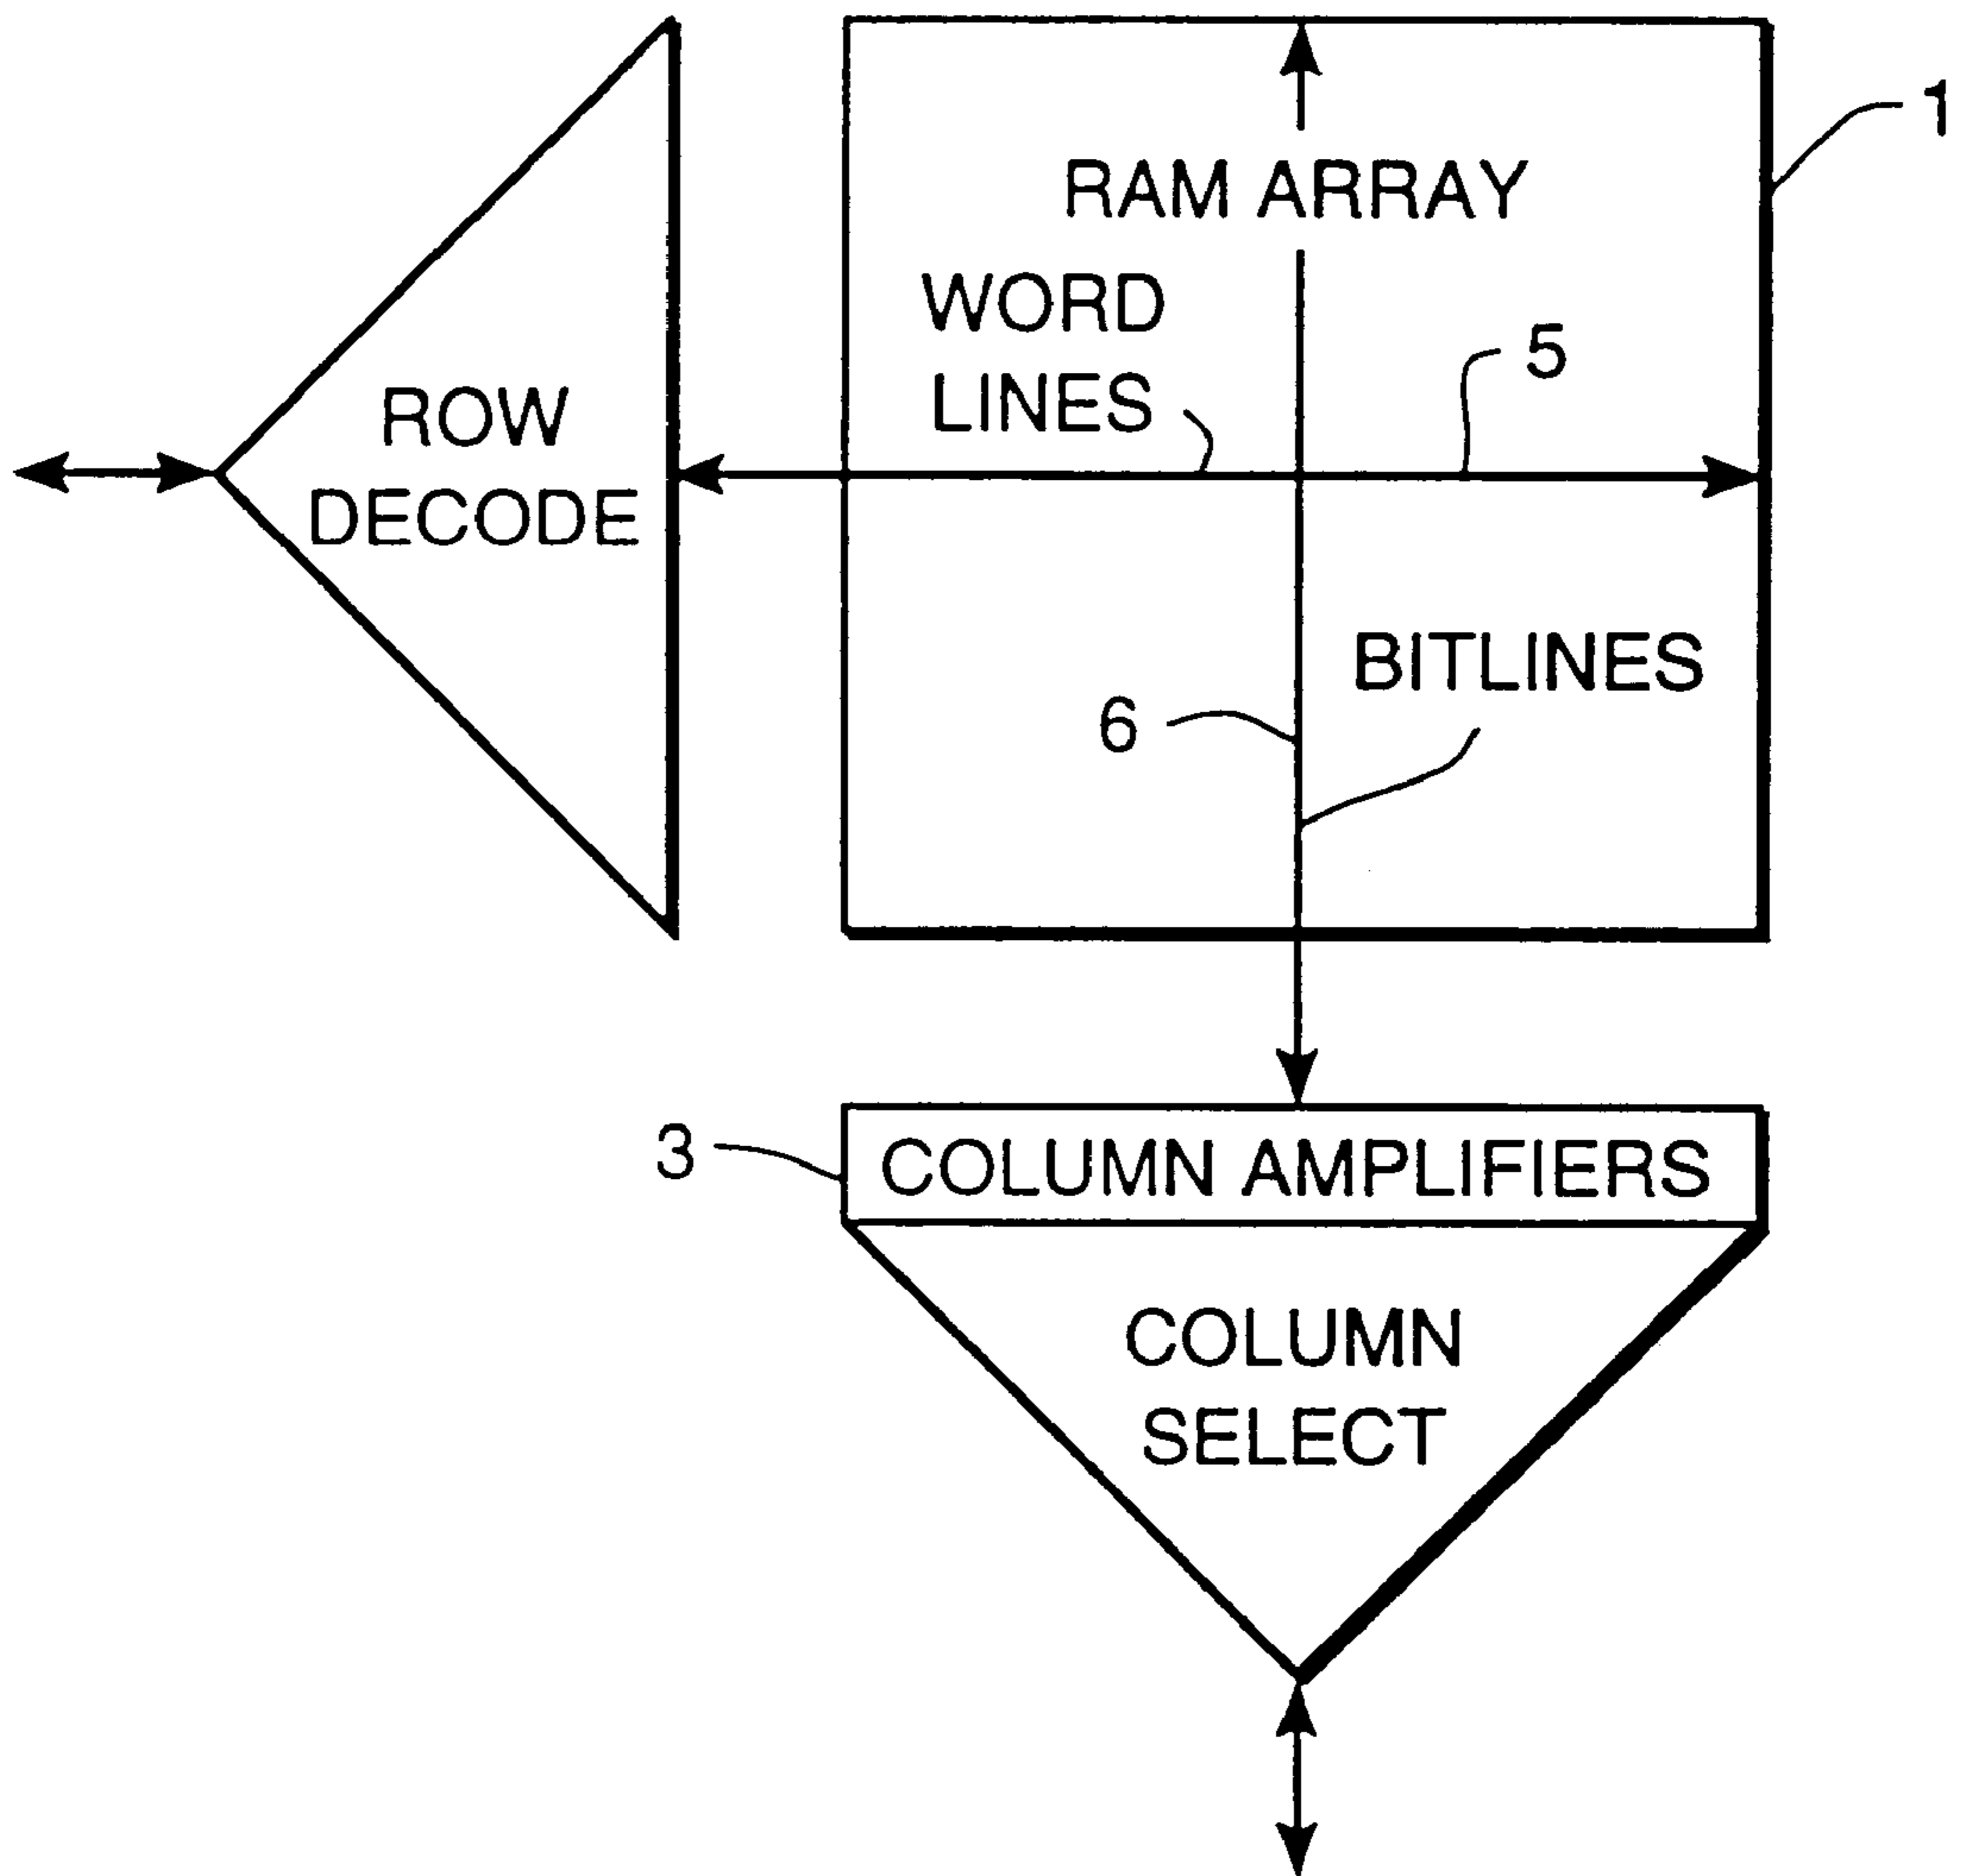 1
RAM ARRAY
WORD
LINES
5
ROW
DECODE
BITLINES
6
3
COLUMN AMPLIFIERS
COLUMN
SELECT